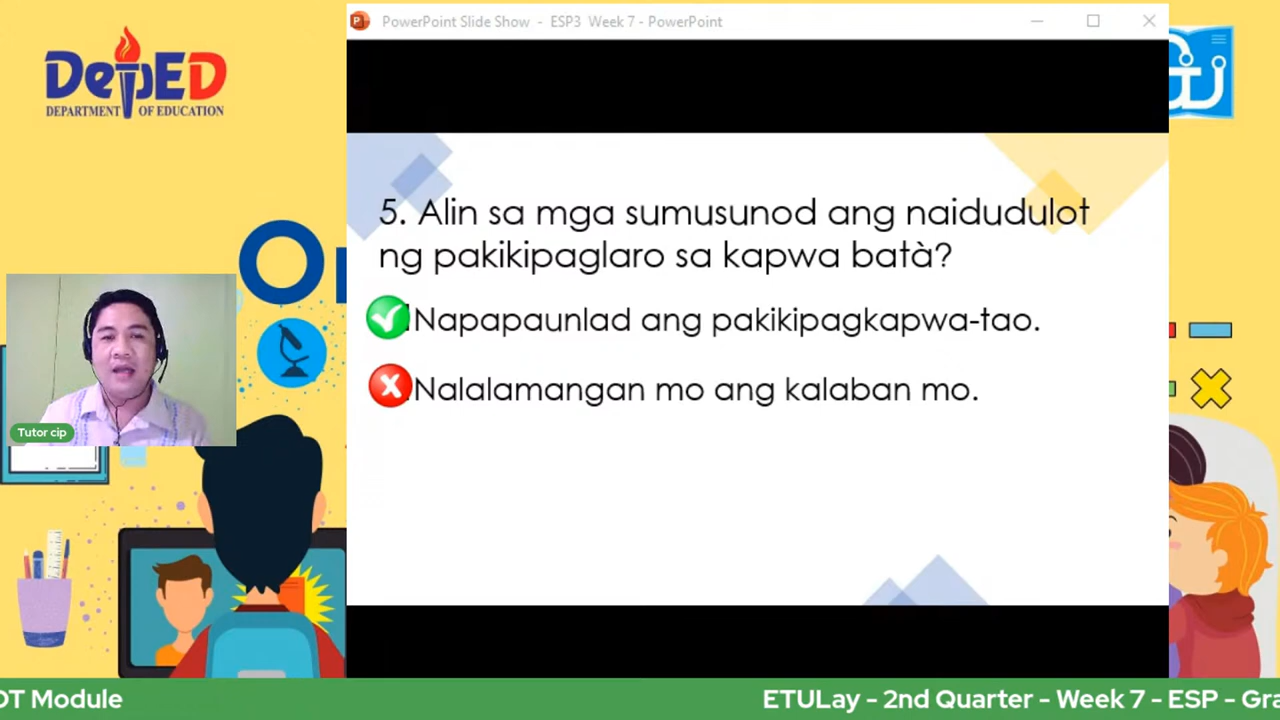 DepED
DEPARTMENT OF EDUCATION
PowerPoint Slide Show - ESP3 Week 7 - PowerPoint
5. Alin sa mga sumusunod ang naidudulot
ng pakikipaglaro sa kapwa batà?
Napapaunlad ang pakikipagkapwa-tao.
Nalalamangan mo ang kalaban mo.
Tutor cip
OT Module
ETULay - 2nd Quarter - Week 7 - ESP - Gra